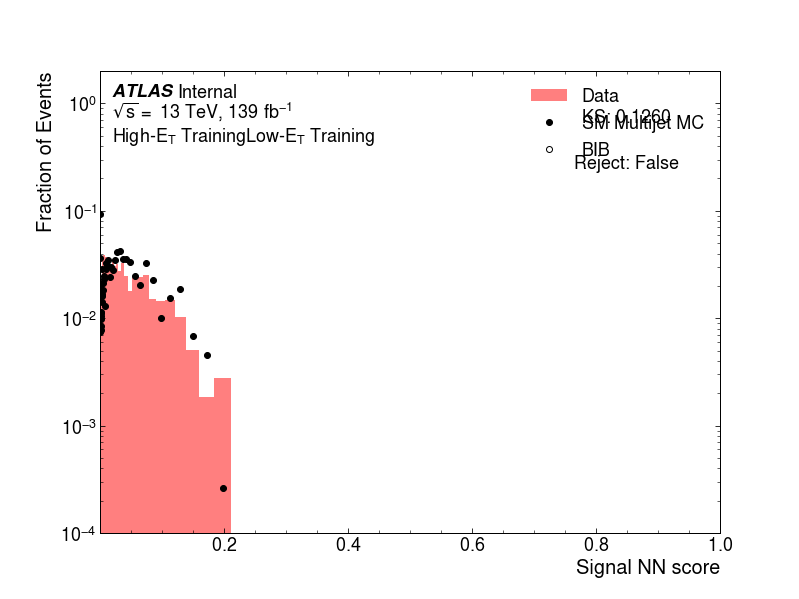 ATLAS Internal
√s = 13 TeV, 139 fb⁻¹
High-E_T TrainingLow-E_T Training
Data
KS: 0.1260
SM Multijet MC
BIB
Reject: False
Fraction of Events
10⁰
10⁻¹
10⁻²
10⁻³
10⁻⁴
0.2 0.4 0.6 0.8 1.0
Signal NN score